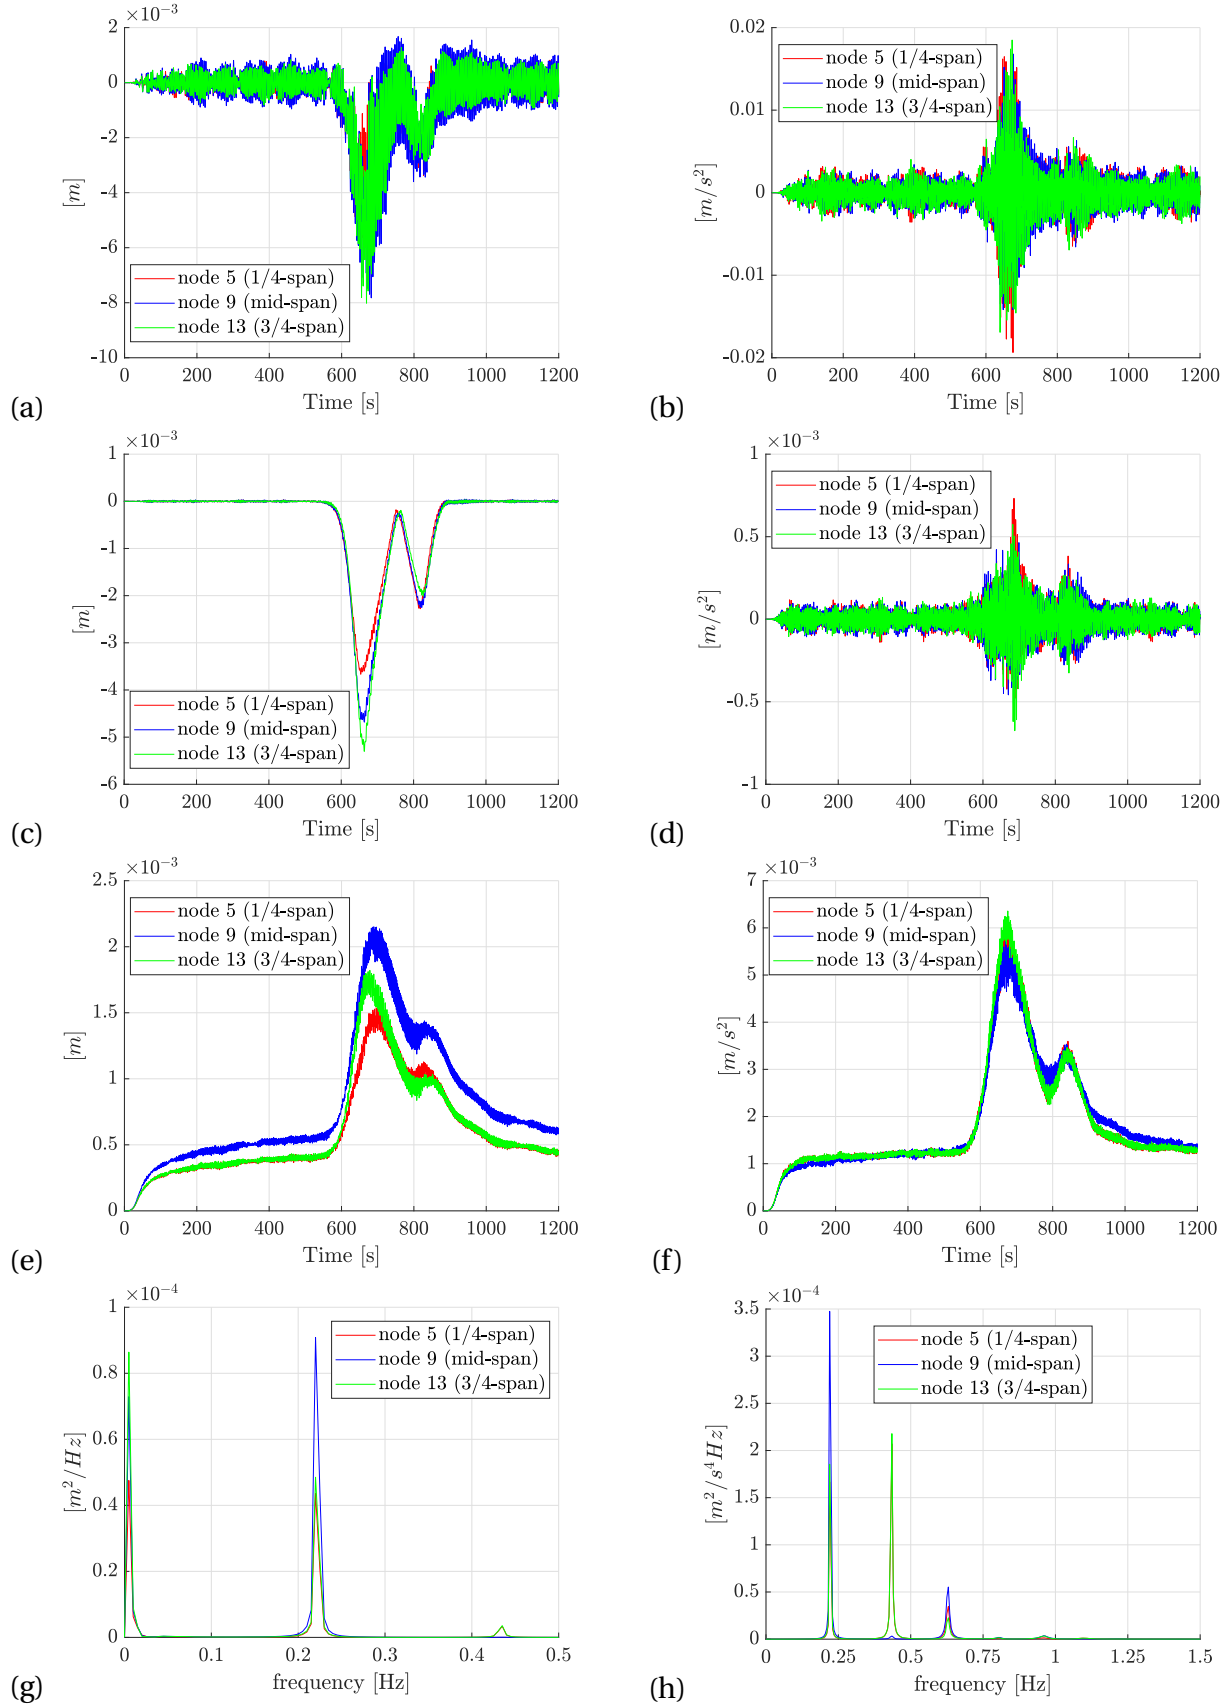 ×10⁻³
2
0
-2
-4
-6
-8
-10
[m]
node 5 (1/4-span)
node 9 (mid-span)
node 13 (3/4-span)
0 200 400 600 800 1000 1200
Time [s]
(a)
0.02
0.01
0
-0.01
-0.02
[m/s²]
node 5 (1/4-span)
node 9 (mid-span)
node 13 (3/4-span)
0 200 400 600 800 1000 1200
Time [s]
(b)
×10⁻³
1
0
-1
-2
-3
-4
-5
-6
[m]
node 5 (1/4-span)
node 9 (mid-span)
node 13 (3/4-span)
0 200 400 600 800 1000 1200
Time [s]
(c)
×10⁻³
1
0.5
0
-0.5
-1
[m/s²]
node 5 (1/4-span)
node 9 (mid-span)
node 13 (3/4-span)
0 200 400 600 800 1000 1200
Time [s]
(d)
×10⁻³
2.5
2
1.5
1
0.5
0
[m]
node 5 (1/4-span)
node 9 (mid-span)
node 13 (3/4-span)
0 200 400 600 800 1000 1200
Time [s]
(e)
×10⁻³
7
6
5
4
3
2
1
0
[m/s²]
node 5 (1/4-span)
node 9 (mid-span)
node 13 (3/4-span)
0 200 400 600 800 1000 1200
Time [s]
(f)
×10⁻⁴
1
0.8
0.6
0.4
0.2
0
[m²/Hz]
node 5 (1/4-span)
node 9 (mid-span)
node 13 (3/4-span)
0 0.1 0.2 0.3 0.4 0.5
frequency [Hz]
(g)
×10⁻⁴
3.5
3
2.5
2
1.5
1
0.5
0
[m²/s⁴Hz]
node 5 (1/4-span)
node 9 (mid-span)
node 13 (3/4-span)
0 0.25 0.5 0.75 1 1.25 1.5
frequency [Hz]
(h)